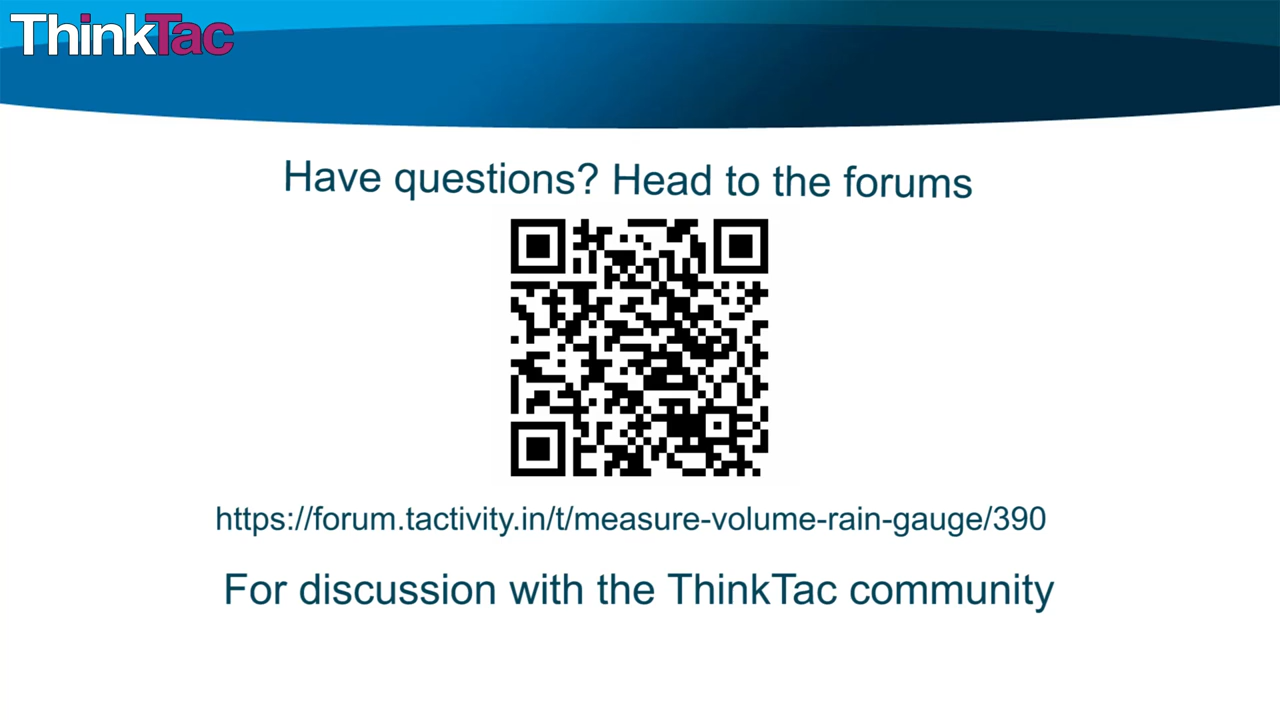 ThinkTac
Have questions? Head to the forums
https://forum.tactivity.in/t/measure-volume-rain-gauge/390
For discussion with the ThinkTac community